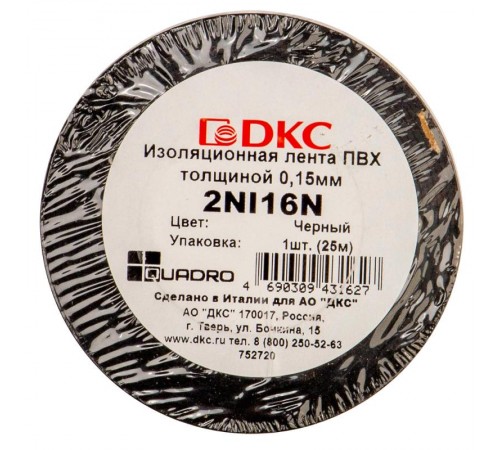 DKC
Изоляционная лента ПВХ
толщиной 0,15мм
2NI16N
Цвет: Черный
Упаковка: 1шт. (25м)
QUADRO
4 690309 431627
Сделано в Италии для АО "ДКС"
АО "ДКС" 170017, Россия,
г. Тверь, ул. Бочкина, 15
www.dkc.ru тел. 8 (800) 250-52-63
752720